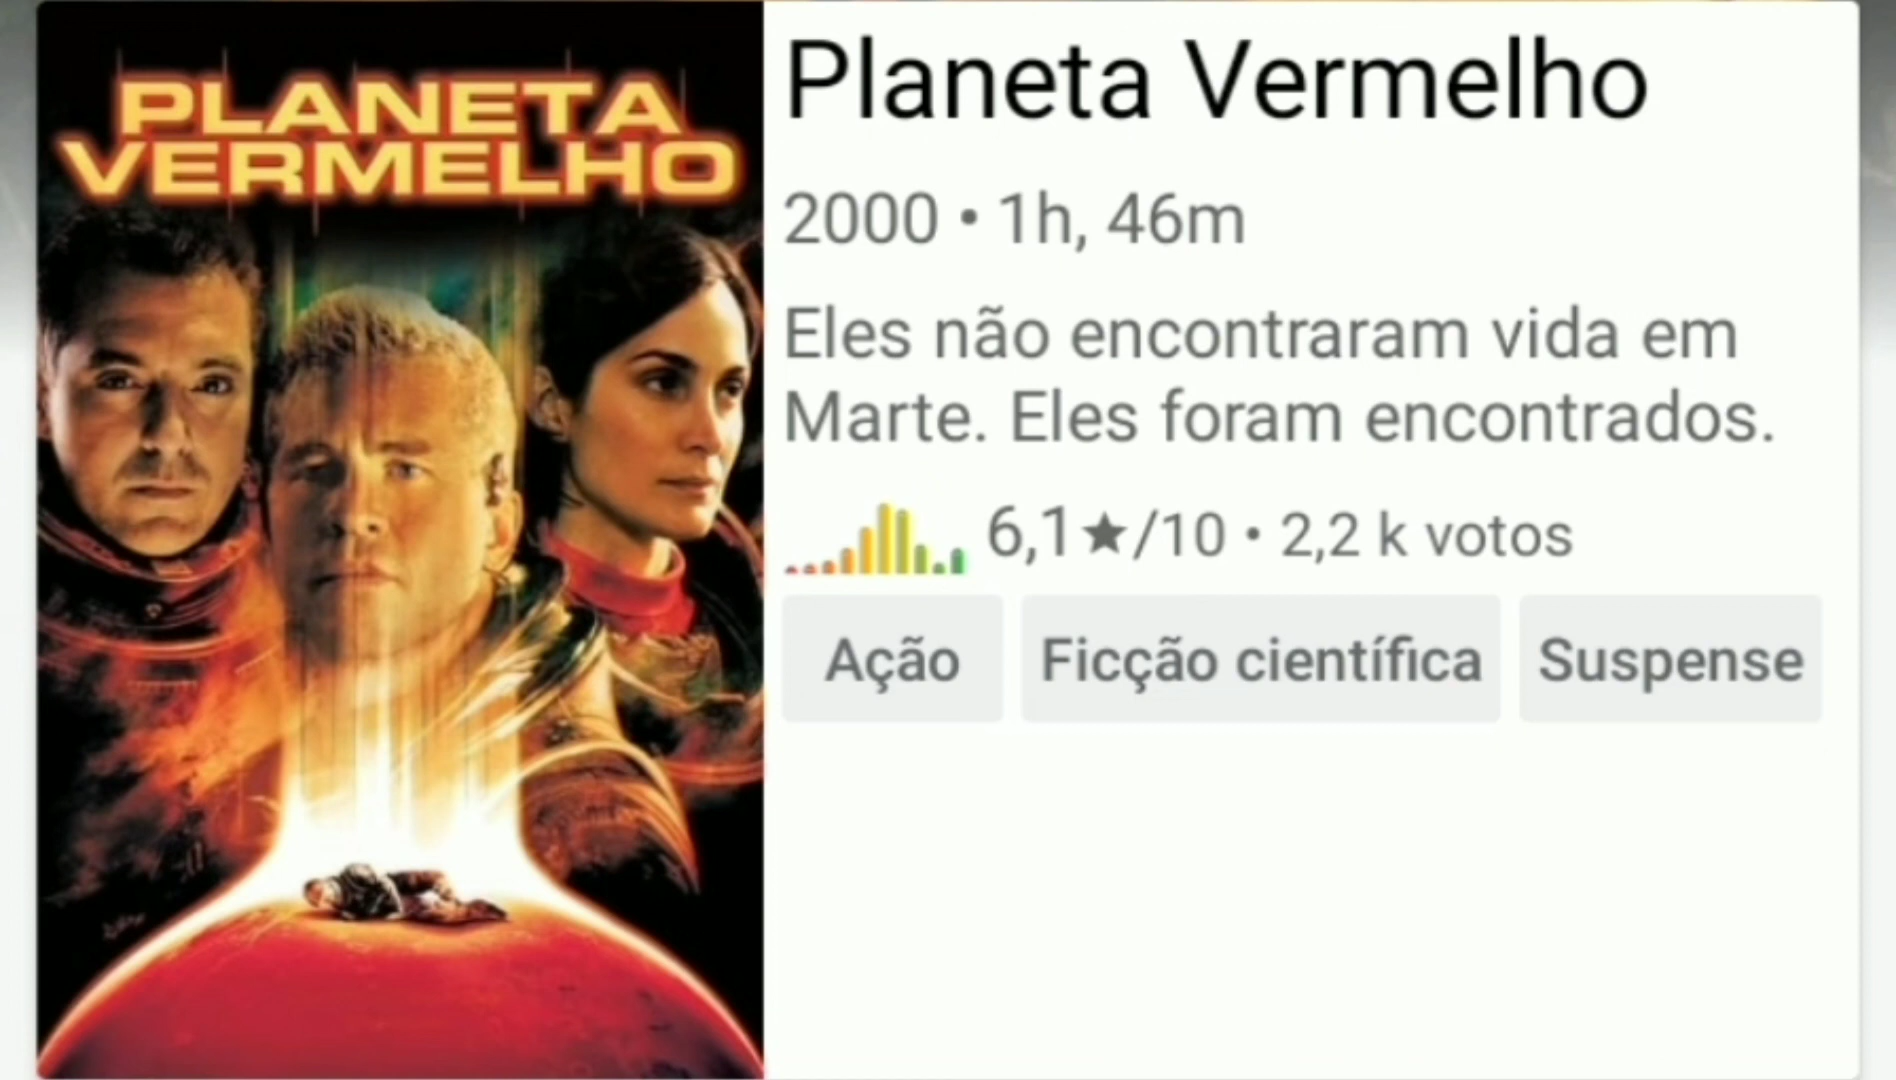 PLANETA
VERMELHO
Planeta Vermelho
2000 • 1h, 46m
Eles não encontraram vida em
Marte. Eles foram encontrados.
6,1★/10 • 2,2 k votos
Ação
Ficção científica
Suspense